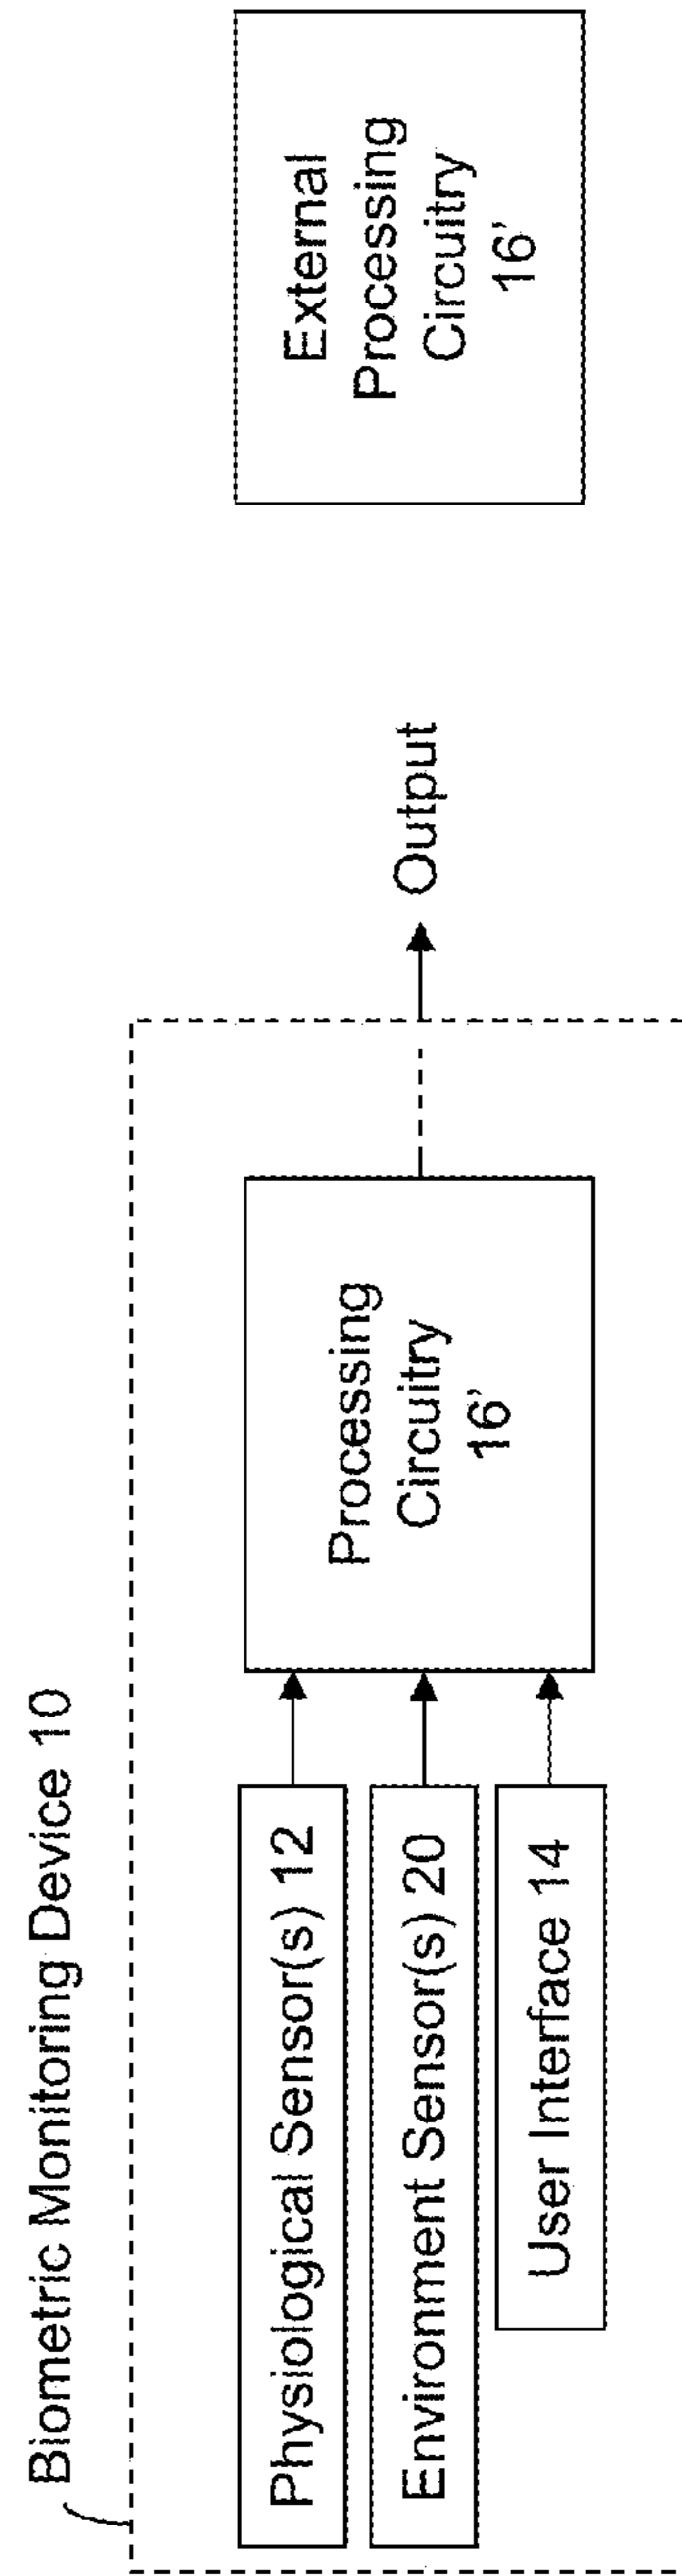 Biometric Monitoring Device 10
Physiological Sensor(s) 12
Environment Sensor(s) 20
User Interface 14
Processing
Circuitry
16'
Output
External
Processing
Circuitry
16'